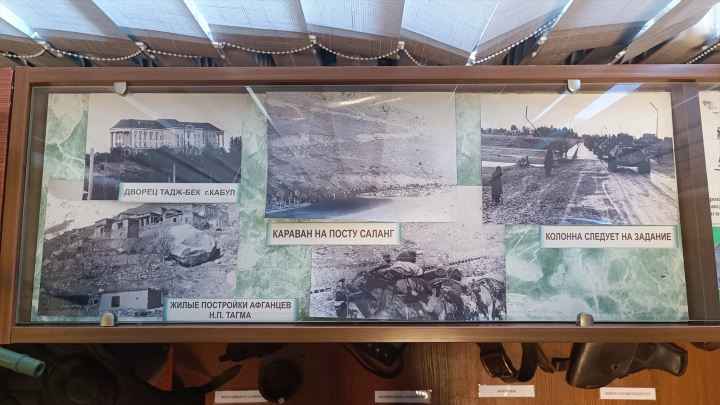 ДВОРЕЦ ТАДЖ-БЕК г.КАБУЛ
КАРАВАН НА ПОСТУ САЛАНГ
КОЛОННА СЛЕДУЕТ НА ЗАДАНИЕ
ЖИЛЫЕ ПОСТРОЙКИ АФГАНЦЕВ
Н.П. ТАГМА